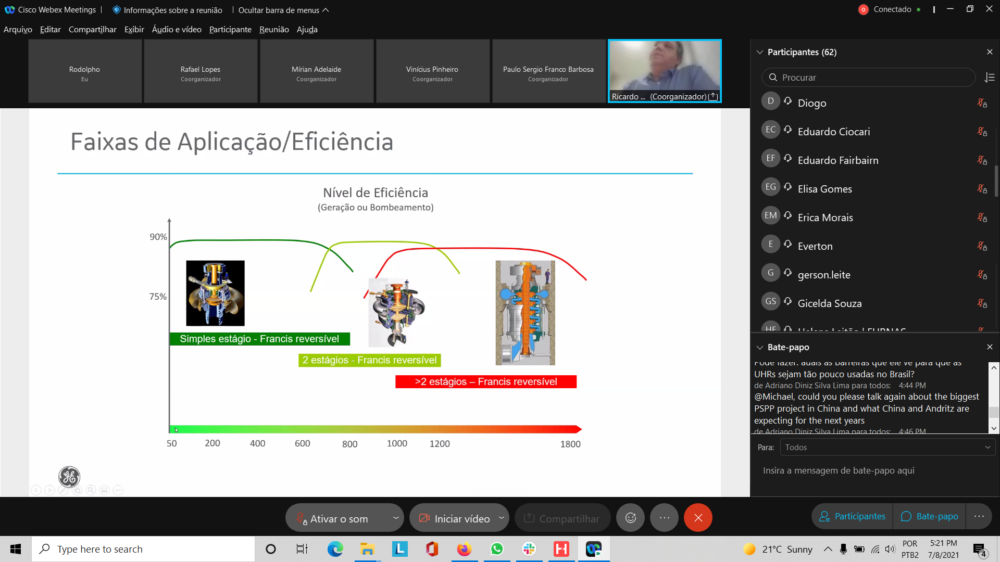 Cisco Webex Meetings
Informações sobre a reunião
Ocultar barra de menus
Conectado
Arquivo Editar Compartilhar Exibir Áudio e vídeo Participante Reunião Ajuda
Rodolpho
Eu
Rafael Lopes
Coorganizador
Mírian Adelaide
Coorganizador
Vinícius Pinheiro
Coorganizador
Paulo Sergio Franco Barbosa
Coorganizador
Ricardo ... (Coorganizador)
Faixas de Aplicação/Eficiência
Nível de Eficiência
(Geração ou Bombeamento)
90%
75%
Simples estágio - Francis reversível
2 estágios - Francis reversível
>2 estágios – Francis reversível
50 200 400 600 800 1000 1200 1800
Participantes (62)
Procurar
D Diogo
EC Eduardo Ciocari
EF Eduardo Fairbairn
EG Elisa Gomes
EM Erica Morais
E Everton
G gerson.leite
GS Gicelda Souza
HF Helena Leitão | FURNAS
Bate-papo
Pode fazer: quais as barreiras que ele vê para que as
UHRs sejam tão pouco usadas no Brasil?
de Adriano Diniz Silva Lima para todos: 4:44 PM
@Michael, could you please talk again about the biggest
PSPP project in China and what China and Andritz are
expecting for the next years
de Adriano Diniz Silva Lima para todos: 4:46 PM
Para: Todos
Insira a mensagem de bate-papo aqui
Ativar o som
Iniciar vídeo
Compartilhar
Participantes
Bate-papo
Type here to search
21°C Sunny
POR
PTB2
5:21 PM
7/8/2021
4